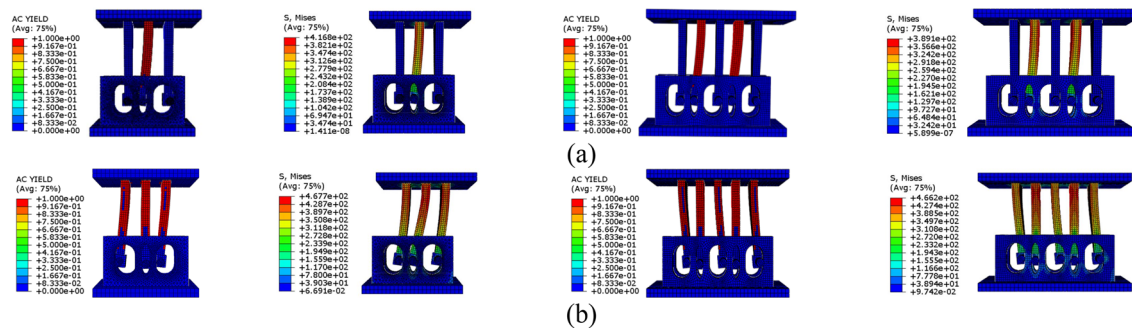 AC YIELD
(Avg: 75%)
+1.000e+00
+9.167e-01
+8.333e-01
+7.500e-01
+6.667e-01
+5.833e-01
+5.000e-01
+4.167e-01
+3.333e-01
+2.500e-01
+1.667e-01
+8.333e-02
+0.000e+00
S, Mises
(Avg: 75%)
+4.168e+02
+3.821e+02
+3.474e+02
+3.126e+02
+2.779e+02
+2.432e+02
+2.084e+02
+1.737e+02
+1.389e+02
+1.042e+02
+6.947e+01
+3.474e+01
+1.411e-08
AC YIELD
(Avg: 75%)
+1.000e+00
+9.167e-01
+8.333e-01
+7.500e-01
+6.667e-01
+5.833e-01
+5.000e-01
+4.167e-01
+3.333e-01
+2.500e-01
+1.667e-01
+8.333e-02
+0.000e+00
S, Mises
(Avg: 75%)
+3.891e+02
+3.566e+02
+3.242e+02
+2.918e+02
+2.594e+02
+2.270e+02
+1.945e+02
+1.621e+02
+1.297e+02
+9.727e+01
+6.484e+01
+3.242e+01
+5.899e-07
(a)
AC YIELD
(Avg: 75%)
+1.000e+00
+9.167e-01
+8.333e-01
+7.500e-01
+6.667e-01
+5.833e-01
+5.000e-01
+4.167e-01
+3.333e-01
+2.500e-01
+1.667e-01
+8.333e-02
+0.000e+00
S, Mises
(Avg: 75%)
+4.677e+02
+4.287e+02
+3.897e+02
+3.508e+02
+3.118e+02
+2.728e+02
+2.339e+02
+1.949e+02
+1.559e+02
+1.170e+02
+7.800e+01
+3.903e+01
+6.691e-02
AC YIELD
(Avg: 75%)
+1.000e+00
+9.167e-01
+8.333e-01
+7.500e-01
+6.667e-01
+5.833e-01
+5.000e-01
+4.167e-01
+3.333e-01
+2.500e-01
+1.667e-01
+8.333e-02
+0.000e+00
S, Mises
(Avg: 75%)
+4.662e+02
+4.274e+02
+3.885e+02
+3.497e+02
+3.108e+02
+2.720e+02
+2.332e+02
+1.943e+02
+1.555e+02
+1.166e+02
+7.778e+01
+3.894e+01
+9.742e-02
(b)